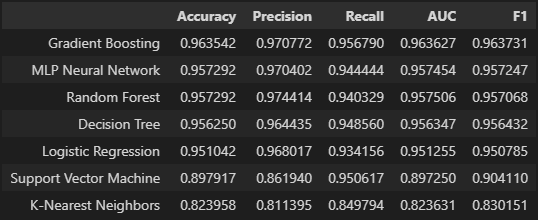 Accuracy Precision Recall AUC F1
Gradient Boosting 0.963542 0.970772 0.956790 0.963627 0.963731
MLP Neural Network 0.957292 0.970402 0.944444 0.957454 0.957247
Random Forest 0.957292 0.974414 0.940329 0.957506 0.957068
Decision Tree 0.956250 0.964435 0.948560 0.956347 0.956432
Logistic Regression 0.951042 0.968017 0.934156 0.951255 0.950785
Support Vector Machine 0.897917 0.861940 0.950617 0.897250 0.904110
K-Nearest Neighbors 0.823958 0.811395 0.849794 0.823631 0.830151